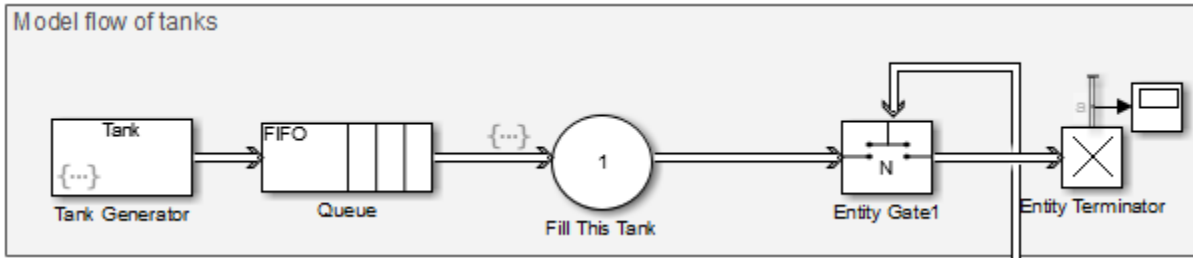 Model flow of tanks
Tank
{...}
Tank Generator
FIFO
Queue
{...}
1
Fill This Tank
N
Entity Gate1
a
Entity Terminator